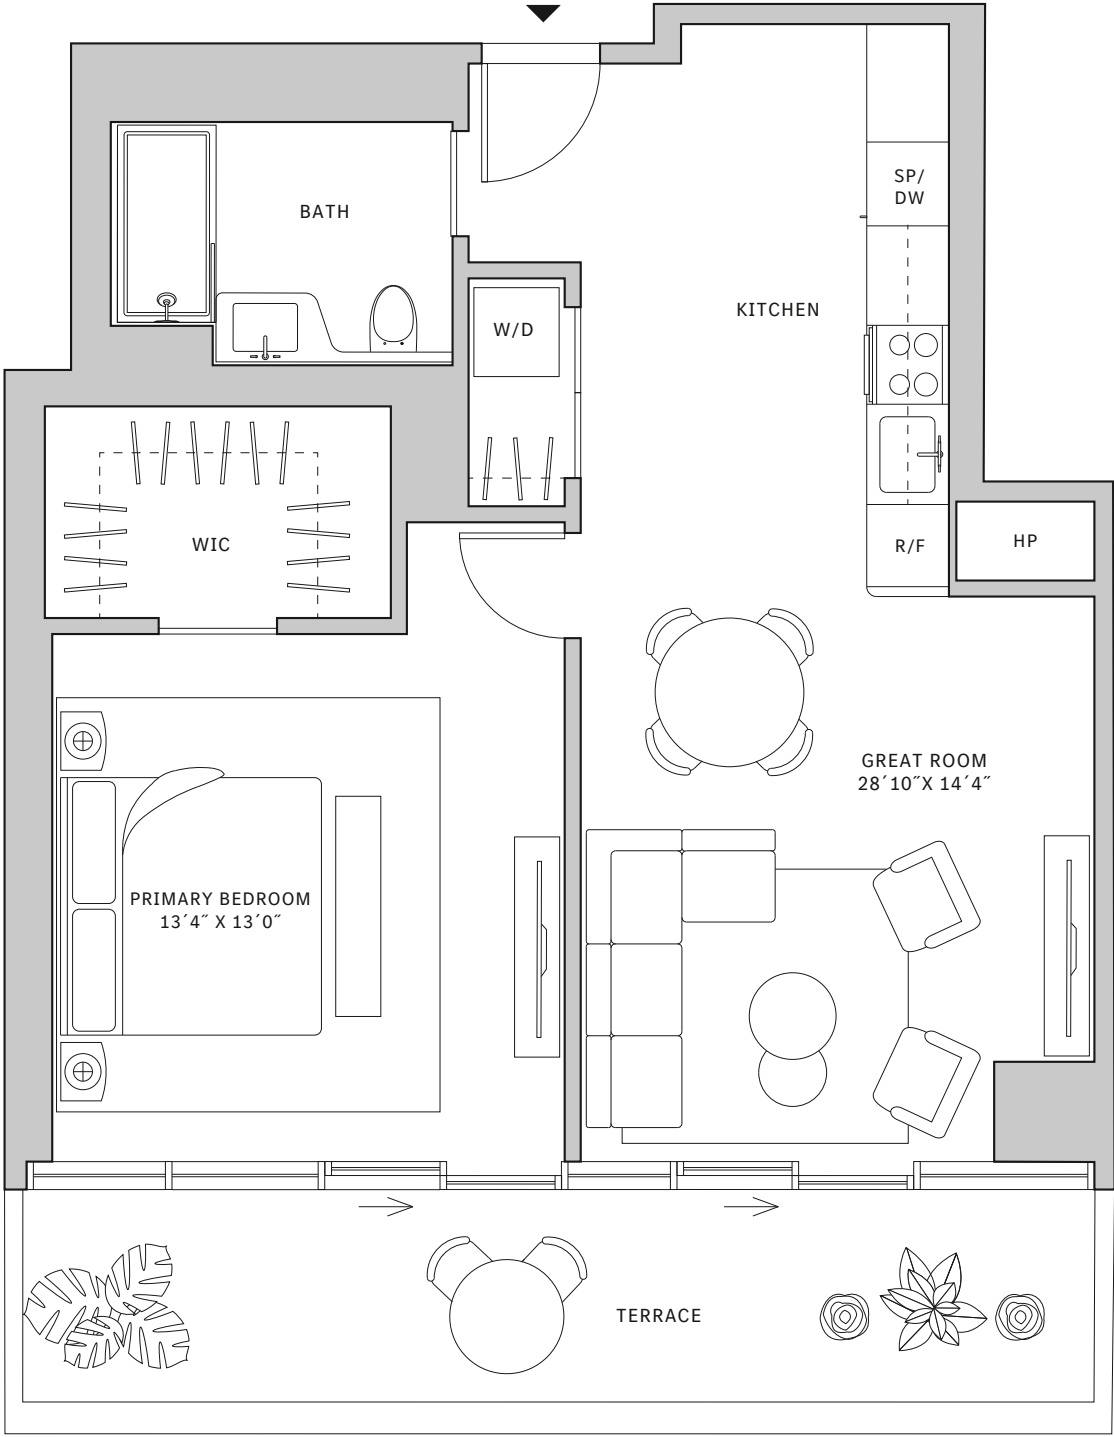 BATH
SP/
DW
KITCHEN
W/D
WIC
R/F
HP
GREAT ROOM
28´10˝X 14´4˝
PRIMARY BEDROOM
13´4˝ X 13´0˝
TERRACE